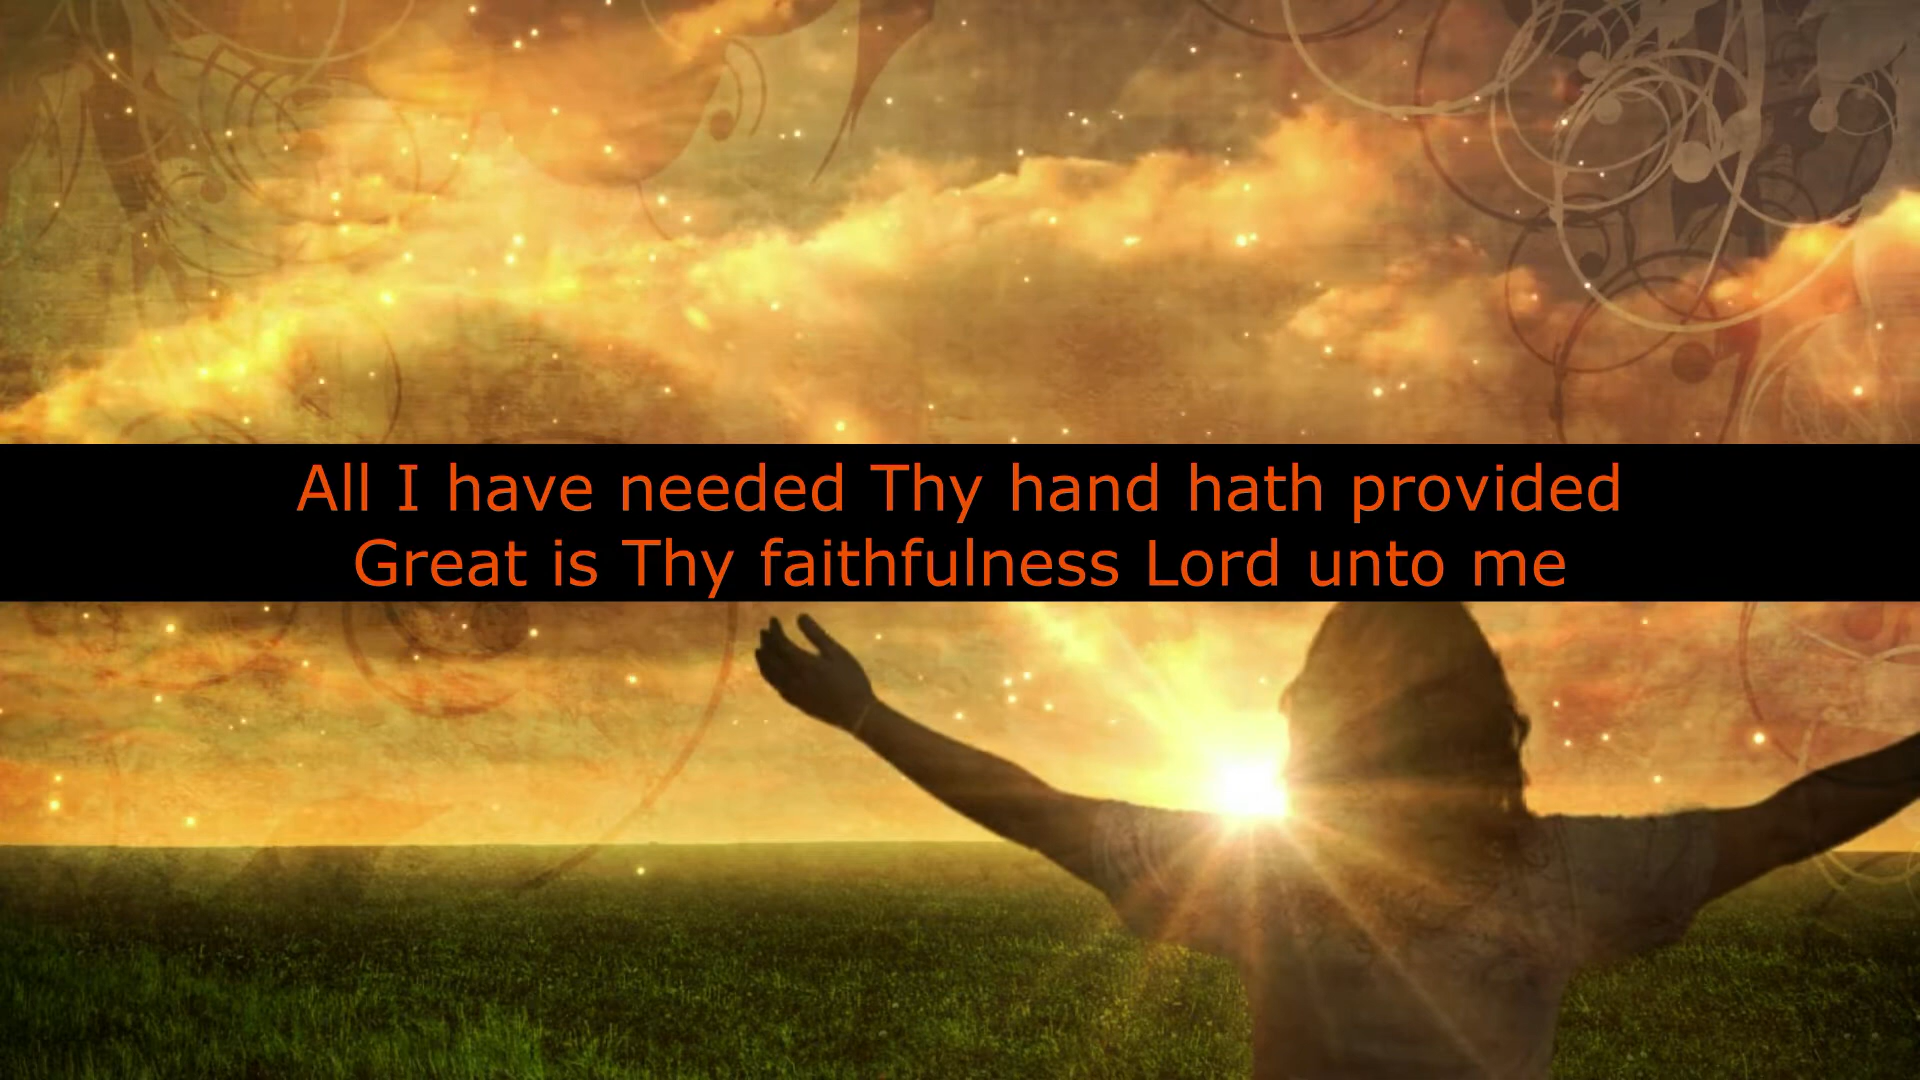 All I have needed Thy hand hath provided
Great is Thy faithfulness Lord unto me